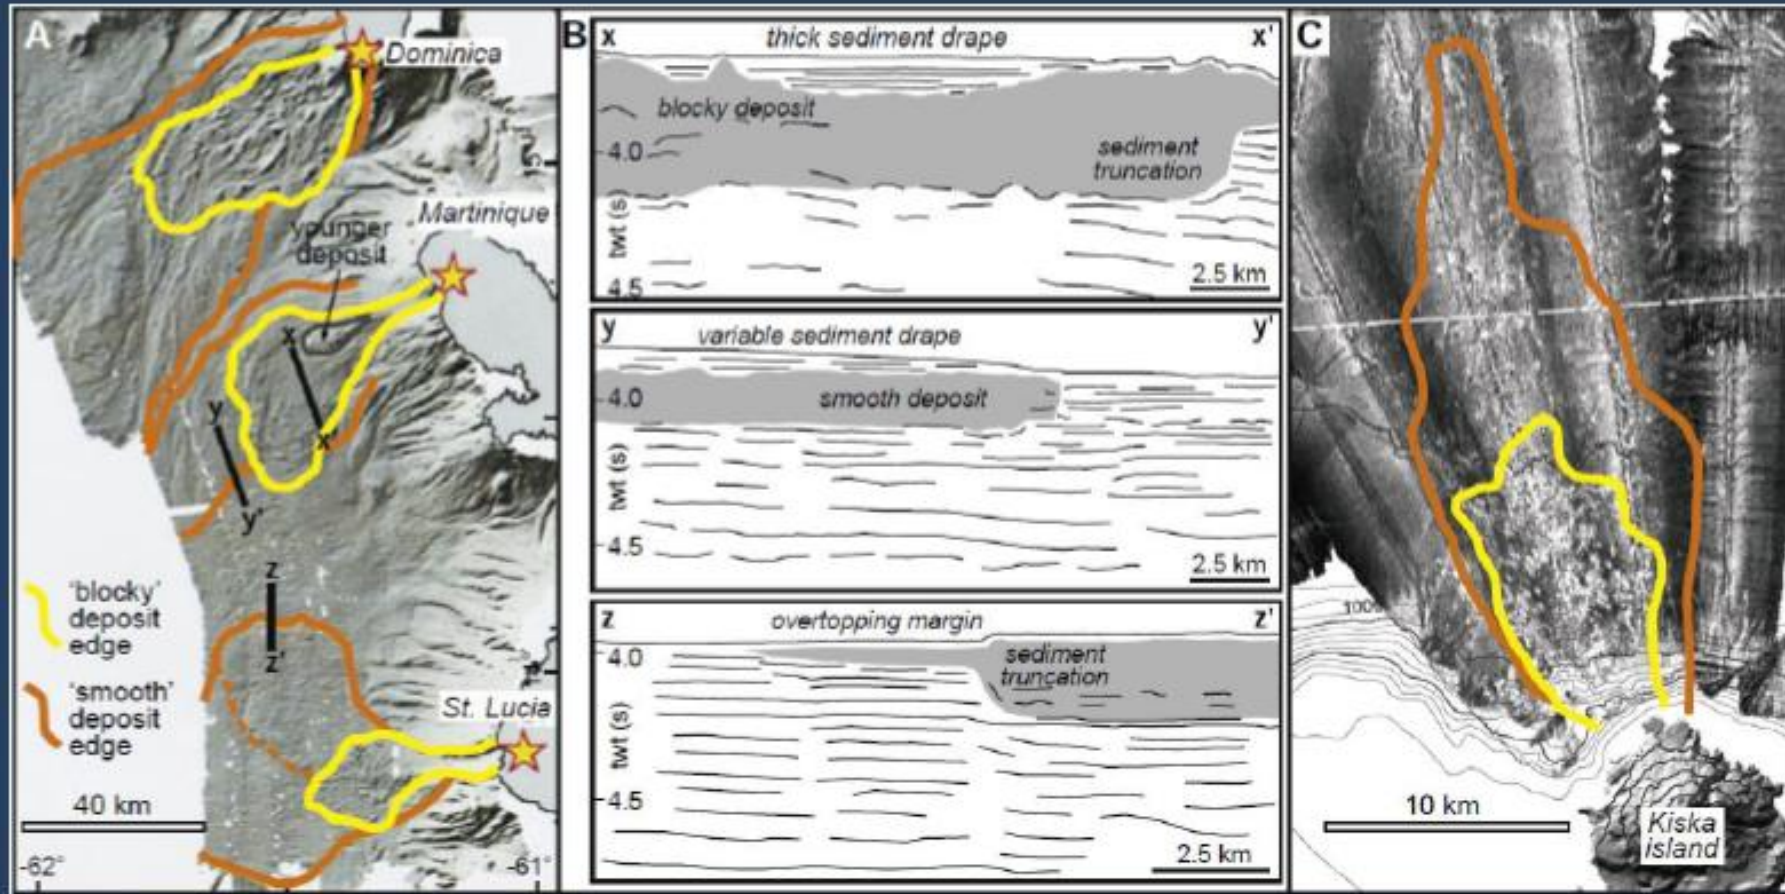 A
Dominica
Martinique
younger
deposit
x
x'
y
y'
z
z'
'blocky'
deposit
edge
'smooth'
deposit
edge
St. Lucia
40 km
-62°
-61°
B
x
thick sediment drape
x'
blocky deposit
4.0
sediment
truncation
twt (s)
4.5
2.5 km
y
variable sediment drape
y'
4.0
smooth deposit
twt (s)
4.5
2.5 km
z
overtopping margin
z'
4.0
sediment
truncation
twt (s)
4.5
2.5 km
C
1000
10 km
Kiska
island